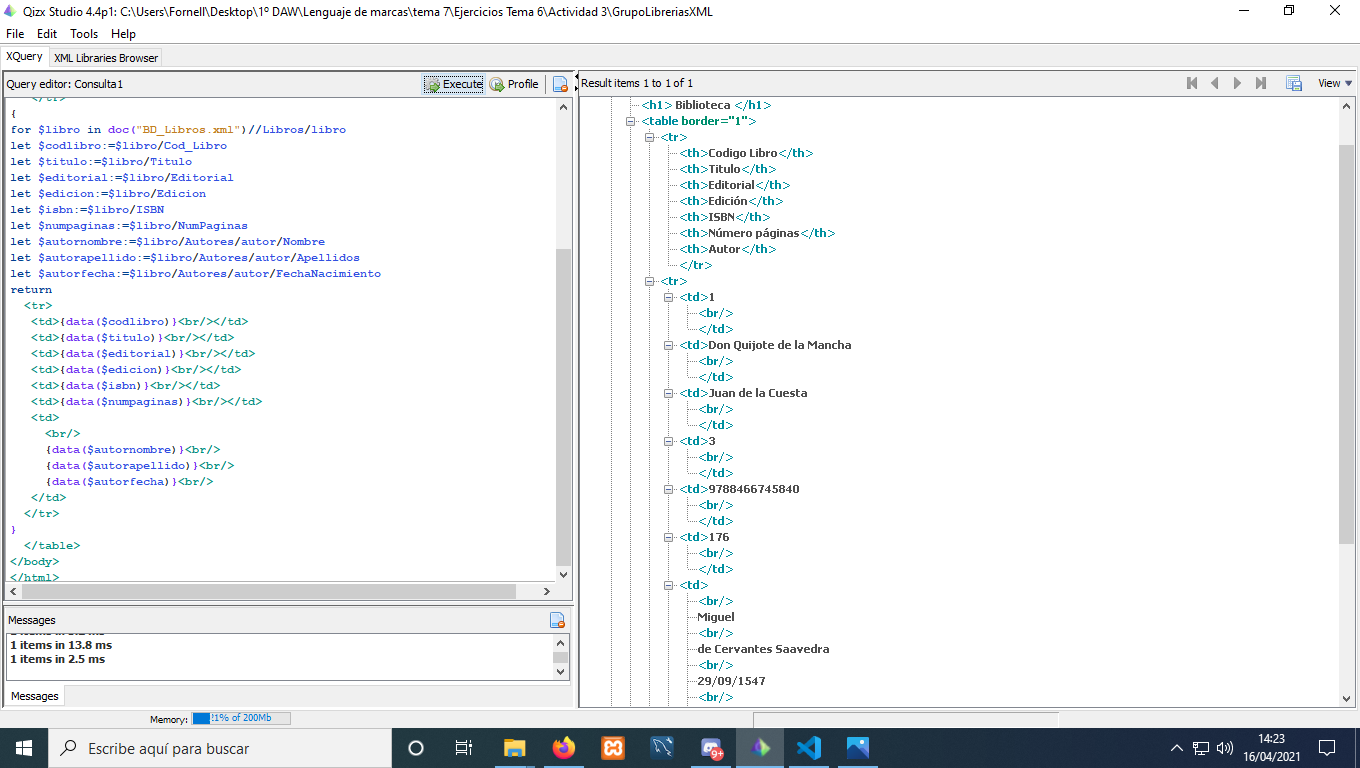 Qizx Studio 4.4p1: C:\Users\Fornell\Desktop\1º DAW\Lenguaje de marcas\tema 7\Ejercicios Tema 6\Actividad 3\GrupoLibreriasXML
File Edit Tools Help
XQuery XML Libraries Browser
Query editor: Consulta1 Execute Profile
</tr>
{
for $libro in doc("BD_Libros.xml")//Libros/libro
let $codlibro:=$libro/Cod_Libro
let $titulo:=$libro/Titulo
let $editorial:=$libro/Editorial
let $edicion:=$libro/Edicion
let $isbn:=$libro/ISBN
let $numpaginas:=$libro/NumPaginas
let $autornombre:=$libro/Autores/autor/Nombre
let $autorapellido:=$libro/Autores/autor/Apellidos
let $autorfecha:=$libro/Autores/autor/FechaNacimiento
return
<tr>
<td>{data($codlibro)}<br/></td>
<td>{data($titulo)}<br/></td>
<td>{data($editorial)}<br/></td>
<td>{data($edicion)}<br/></td>
<td>{data($isbn)}<br/></td>
<td>{data($numpaginas)}<br/></td>
<td>
<br/>
{data($autornombre)}<br/>
{data($autorapellido)}<br/>
{data($autorfecha)}<br/>
</td>
</tr>
}
</table>
</body>
</html>
Messages
1 items in 13.8 ms
1 items in 2.5 ms
Messages
Memory: 11% of 200Mb
Result items 1 to 1 of 1 View
<h1> Biblioteca </h1>
<table border="1">
<tr>
<th>Codigo Libro</th>
<th>Titulo</th>
<th>Editorial</th>
<th>Edición</th>
<th>ISBN</th>
<th>Número páginas</th>
<th>Autor</th>
</tr>
<tr>
<td>1
<br/>
</td>
<td>Don Quijote de la Mancha
<br/>
</td>
<td>Juan de la Cuesta
<br/>
</td>
<td>3
<br/>
</td>
<td>9788466745840
<br/>
</td>
<td>176
<br/>
</td>
<td>
<br/>
Miguel
<br/>
de Cervantes Saavedra
<br/>
29/09/1547
<br/>
Escribe aquí para buscar
9+
14:23
16/04/2021